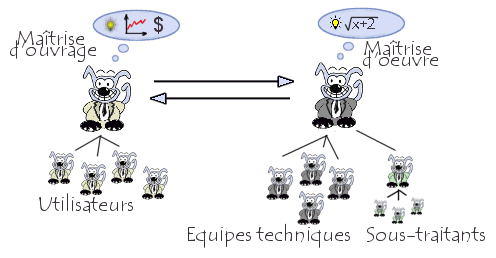 $
√x+2
Maîtrise
d'ouvrage
Maîtrise
d'oeuvre
Utilisateurs
Equipes techniques
Sous-traitants